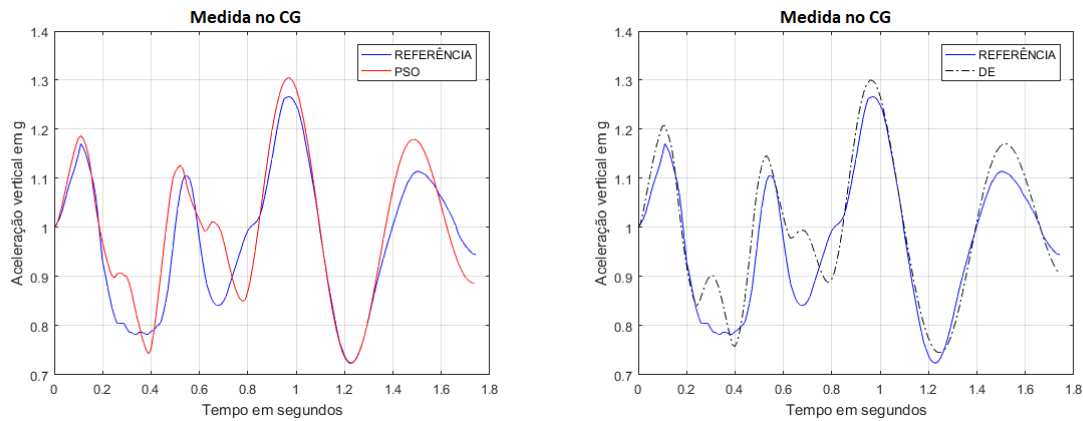 Medida no CG
1.4
REFERÊNCIA
PSO
1.3
1.2
1.1
1
0.9
0.8
0.7
Aceleração vertical em g
0 0.2 0.4 0.6 0.8 1 1.2 1.4 1.6 1.8
Tempo em segundos
Medida no CG
1.4
REFERÊNCIA
DE
1.3
1.2
1.1
1
0.9
0.8
0.7
Aceleração vertical em g
0 0.2 0.4 0.6 0.8 1 1.2 1.4 1.6 1.8
Tempo em segundos